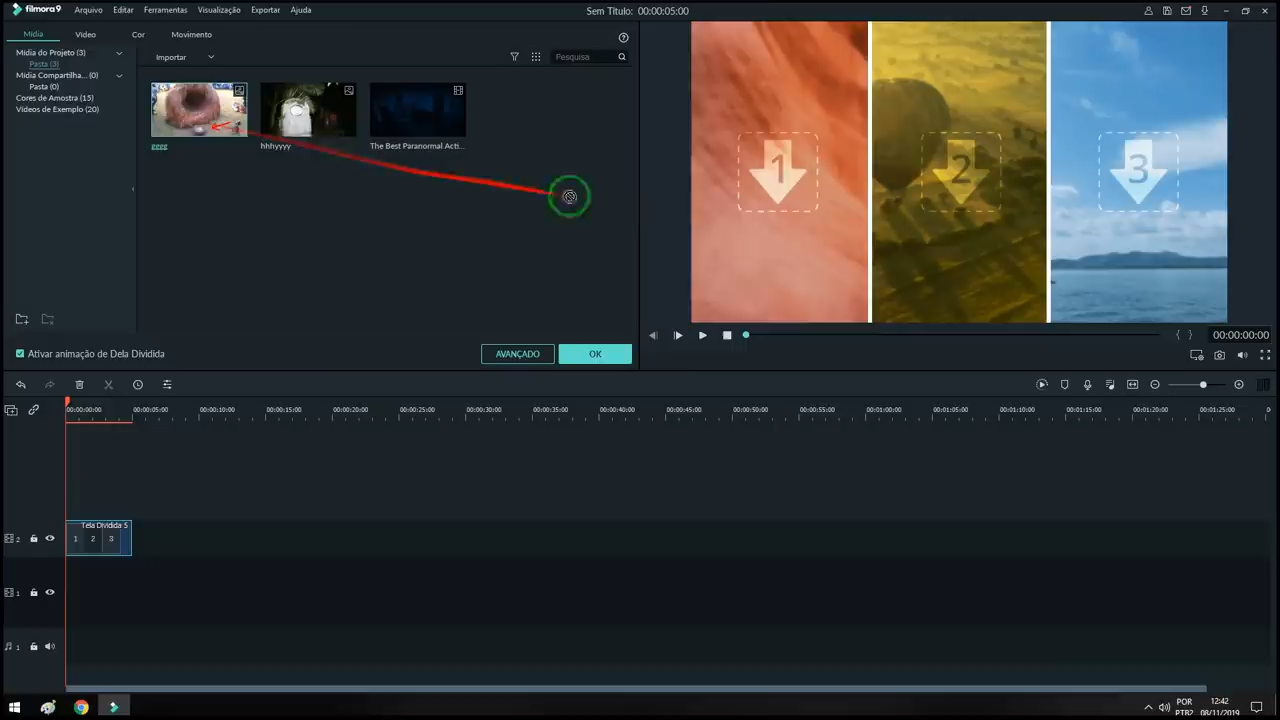 filmora9 Arquivo Editar Ferramentas Visualização Exportar Ajuda Sem Título: 00:00:05:00
Mídia Vídeo Cor Movimento
Mídia do Projeto (3)
Pasta (3)
Mídia Compartilha... (0)
Pasta (0)
Cores de Amostra (15)
Vídeos de Exemplo (20)
Importar Pesquisa
gggg hhhyyyy The Best Paranormal Acti...
1 2 3
Ativar animação de Dela Dividida AVANÇADO OK
00:00:00:00
00:00:00:00 00:00:05:00 00:00:10:00 00:00:15:00 00:00:20:00 00:00:25:00 00:00:30:00 00:00:35:00 00:00:40:00 00:00:45:00 00:00:50:00 00:00:55:00 00:01:00:00 00:01:05:00 00:01:10:00 00:01:15:00 00:01:20:00 00:01:25:00 0
Tela Dividida 5
2 1 2 3
1
1
POR 12:42
PTB2 08/11/2019